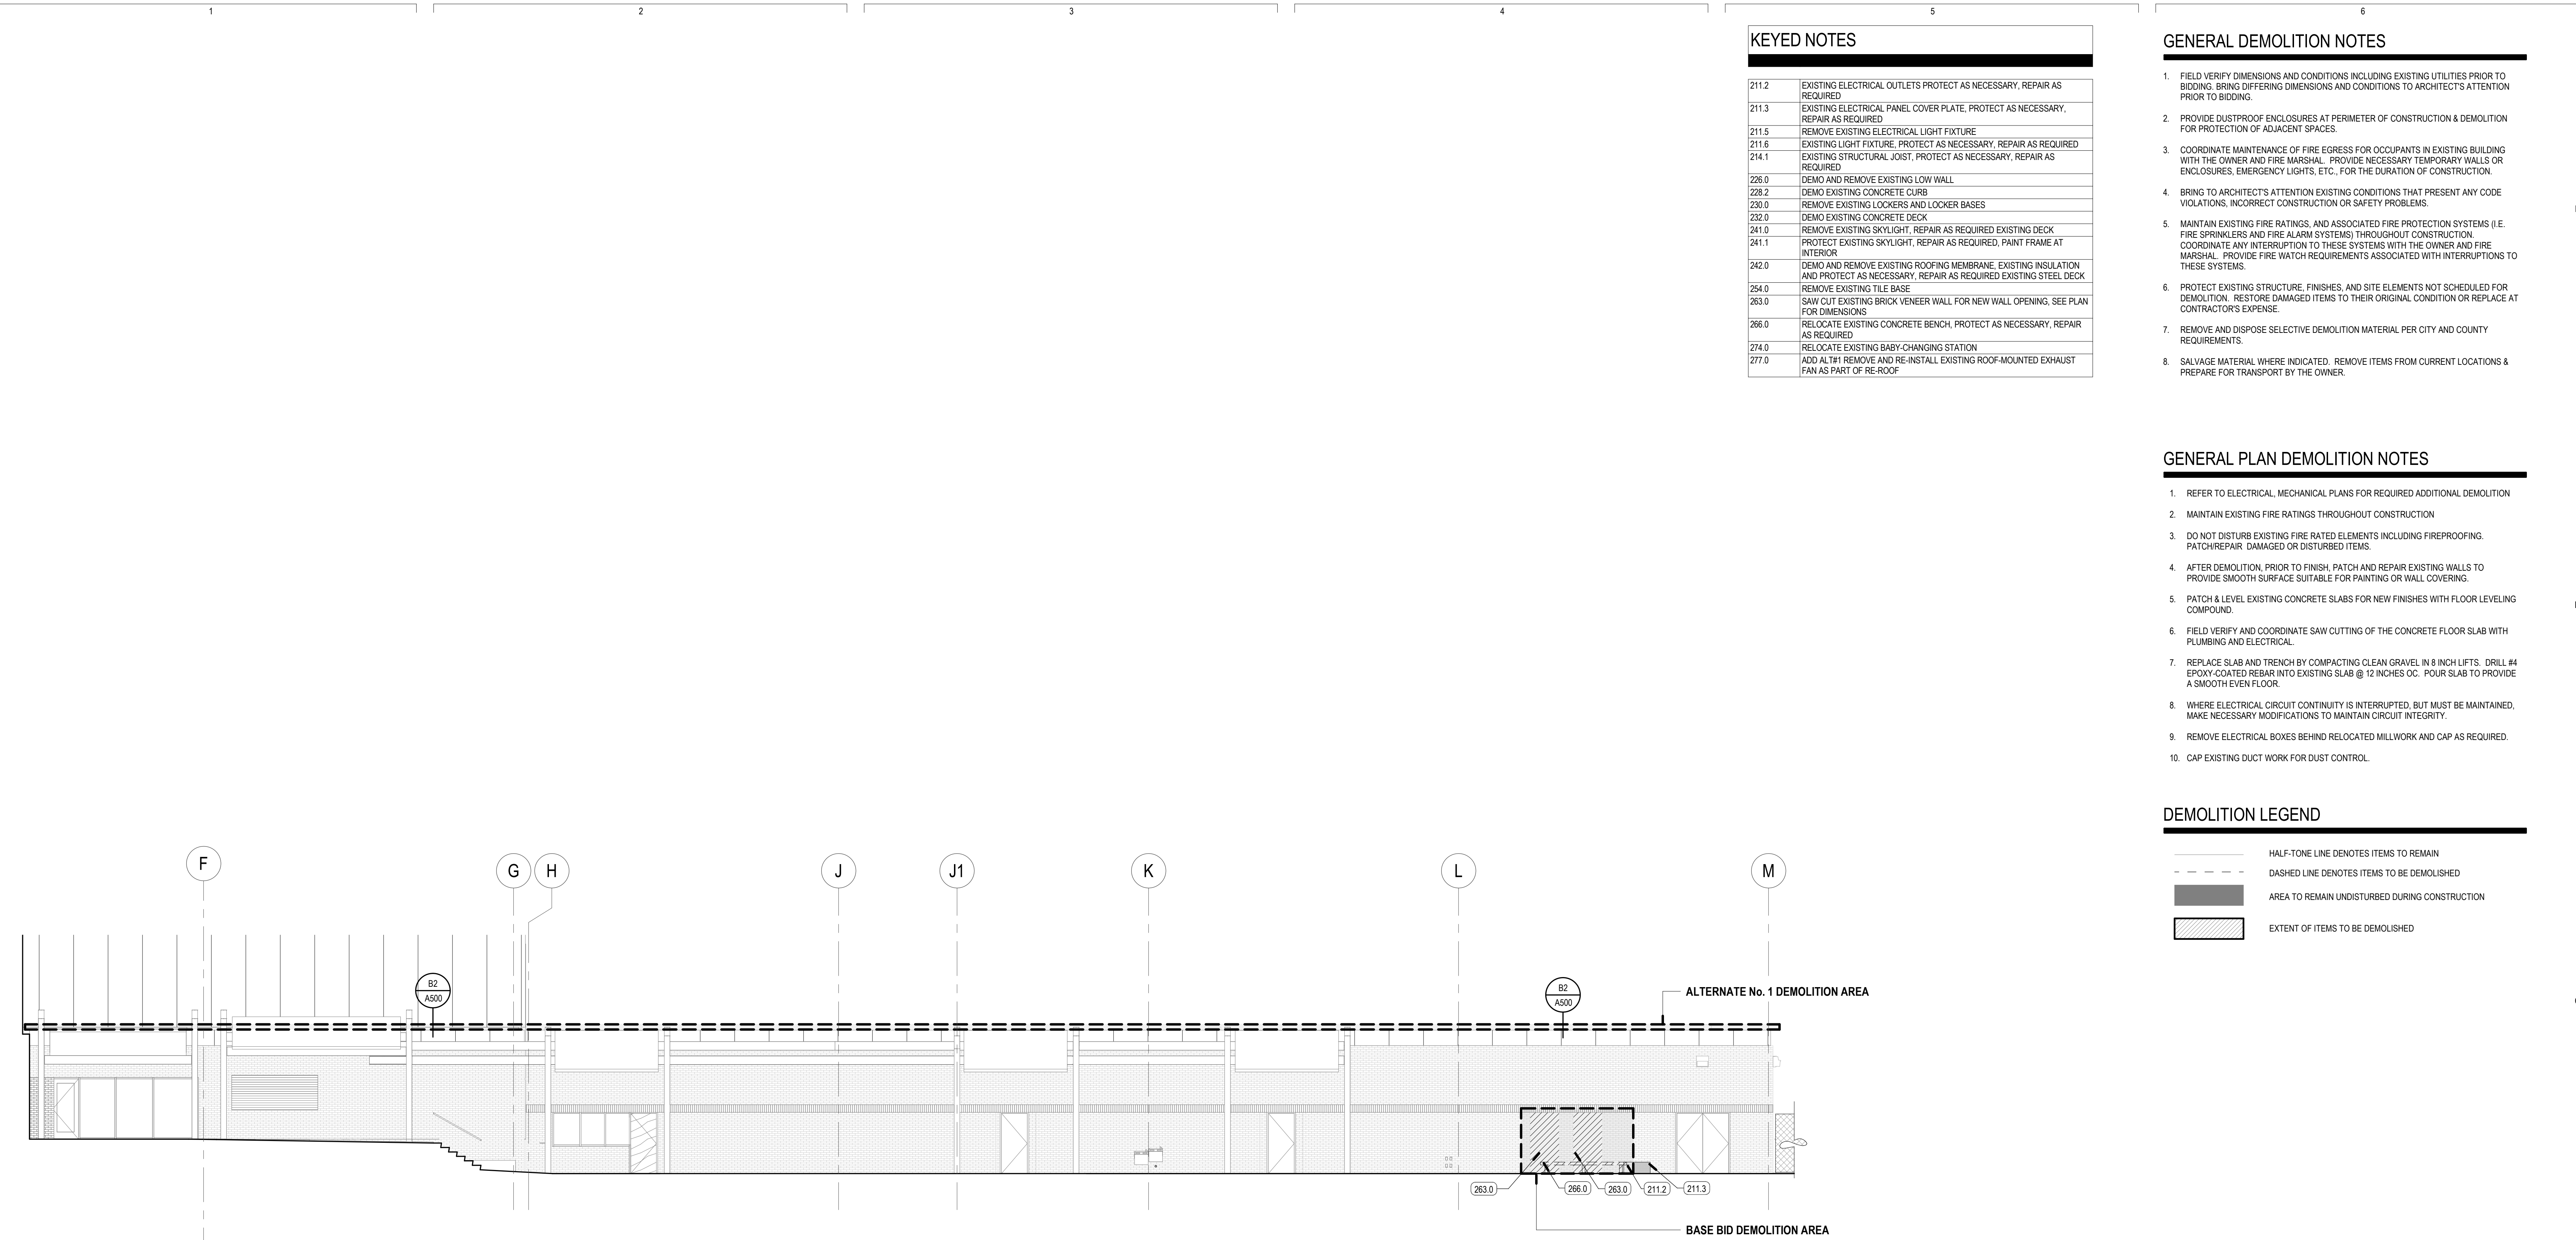 1 2 3 4 5 6
KEYED NOTES
211.2 EXISTING ELECTRICAL OUTLETS PROTECT AS NECESSARY, REPAIR AS
REQUIRED
211.3 EXISTING ELECTRICAL PANEL COVER PLATE, PROTECT AS NECESSARY,
REPAIR AS REQUIRED
211.5 REMOVE EXISTING ELECTRICAL LIGHT FIXTURE
211.6 EXISTING LIGHT FIXTURE, PROTECT AS NECESSARY, REPAIR AS REQUIRED
214.1 EXISTING STRUCTURAL JOIST, PROTECT AS NECESSARY, REPAIR AS
REQUIRED
226.0 DEMO AND REMOVE EXISTING LOW WALL
228.2 DEMO EXISTING CONCRETE CURB
230.0 REMOVE EXISTING LOCKERS AND LOCKER BASES
232.0 DEMO EXISTING CONCRETE DECK
241.0 REMOVE EXISTING SKYLIGHT, REPAIR AS REQUIRED EXISTING DECK
241.1 PROTECT EXISTING SKYLIGHT, REPAIR AS REQUIRED, PAINT FRAME AT
INTERIOR
242.0 DEMO AND REMOVE EXISTING ROOFING MEMBRANE, EXISTING INSULATION
AND PROTECT AS NECESSARY, REPAIR AS REQUIRED EXISTING STEEL DECK
254.0 REMOVE EXISTING TILE BASE
263.0 SAW CUT EXISTING BRICK VENEER WALL FOR NEW WALL OPENING, SEE PLAN
FOR DIMENSIONS
266.0 RELOCATE EXISTING CONCRETE BENCH, PROTECT AS NECESSARY, REPAIR
AS REQUIRED
274.0 RELOCATE EXISTING BABY-CHANGING STATION
277.0 ADD ALT#1 REMOVE AND RE-INSTALL EXISTING ROOF-MOUNTED EXHAUST
FAN AS PART OF RE-ROOF
GENERAL DEMOLITION NOTES
1. FIELD VERIFY DIMENSIONS AND CONDITIONS INCLUDING EXISTING UTILITIES PRIOR TO
BIDDING. BRING DIFFERING DIMENSIONS AND CONDITIONS TO ARCHITECT'S ATTENTION
PRIOR TO BIDDING.
2. PROVIDE DUSTPROOF ENCLOSURES AT PERIMETER OF CONSTRUCTION & DEMOLITION
FOR PROTECTION OF ADJACENT SPACES.
3. COORDINATE MAINTENANCE OF FIRE EGRESS FOR OCCUPANTS IN EXISTING BUILDING
WITH THE OWNER AND FIRE MARSHAL. PROVIDE NECESSARY TEMPORARY WALLS OR
ENCLOSURES, EMERGENCY LIGHTS, ETC., FOR THE DURATION OF CONSTRUCTION.
4. BRING TO ARCHITECT'S ATTENTION EXISTING CONDITIONS THAT PRESENT ANY CODE
VIOLATIONS, INCORRECT CONSTRUCTION OR SAFETY PROBLEMS.
5. MAINTAIN EXISTING FIRE RATINGS, AND ASSOCIATED FIRE PROTECTION SYSTEMS (I.E.
FIRE SPRINKLERS AND FIRE ALARM SYSTEMS) THROUGHOUT CONSTRUCTION.
COORDINATE ANY INTERRUPTION TO THESE SYSTEMS WITH THE OWNER AND FIRE
MARSHAL. PROVIDE FIRE WATCH REQUIREMENTS ASSOCIATED WITH INTERRUPTIONS TO
THESE SYSTEMS.
6. PROTECT EXISTING STRUCTURE, FINISHES, AND SITE ELEMENTS NOT SCHEDULED FOR
DEMOLITION. RESTORE DAMAGED ITEMS TO THEIR ORIGINAL CONDITION OR REPLACE AT
CONTRACTOR'S EXPENSE.
7. REMOVE AND DISPOSE SELECTIVE DEMOLITION MATERIAL PER CITY AND COUNTY
REQUIREMENTS.
8. SALVAGE MATERIAL WHERE INDICATED. REMOVE ITEMS FROM CURRENT LOCATIONS &
PREPARE FOR TRANSPORT BY THE OWNER.
GENERAL PLAN DEMOLITION NOTES
1. REFER TO ELECTRICAL, MECHANICAL PLANS FOR REQUIRED ADDITIONAL DEMOLITION
2. MAINTAIN EXISTING FIRE RATINGS THROUGHOUT CONSTRUCTION
3. DO NOT DISTURB EXISTING FIRE RATED ELEMENTS INCLUDING FIREPROOFING.
PATCH/REPAIR DAMAGED OR DISTURBED ITEMS.
4. AFTER DEMOLITION, PRIOR TO FINISH, PATCH AND REPAIR EXISTING WALLS TO
PROVIDE SMOOTH SURFACE SUITABLE FOR PAINTING OR WALL COVERING.
5. PATCH & LEVEL EXISTING CONCRETE SLABS FOR NEW FINISHES WITH FLOOR LEVELING
COMPOUND.
6. FIELD VERIFY AND COORDINATE SAW CUTTING OF THE CONCRETE FLOOR SLAB WITH
PLUMBING AND ELECTRICAL.
7. REPLACE SLAB AND TRENCH BY COMPACTING CLEAN GRAVEL IN 8 INCH LIFTS. DRILL #4
EPOXY-COATED REBAR INTO EXISTING SLAB @ 12 INCHES OC. POUR SLAB TO PROVIDE
A SMOOTH EVEN FLOOR.
8. WHERE ELECTRICAL CIRCUIT CONTINUITY IS INTERRUPTED, BUT MUST BE MAINTAINED,
MAKE NECESSARY MODIFICATIONS TO MAINTAIN CIRCUIT INTEGRITY.
9. REMOVE ELECTRICAL BOXES BEHIND RELOCATED MILLWORK AND CAP AS REQUIRED.
10. CAP EXISTING DUCT WORK FOR DUST CONTROL.
DEMOLITION LEGEND
HALF-TONE LINE DENOTES ITEMS TO REMAIN
DASHED LINE DENOTES ITEMS TO BE DEMOLISHED
AREA TO REMAIN UNDISTURBED DURING CONSTRUCTION
EXTENT OF ITEMS TO BE DEMOLISHED
F G H J J1 K L M
B2
A500
B2
A500
ALTERNATE No. 1 DEMOLITION AREA
263.0 266.0 263.0 211.2 211.3
BASE BID DEMOLITION AREA